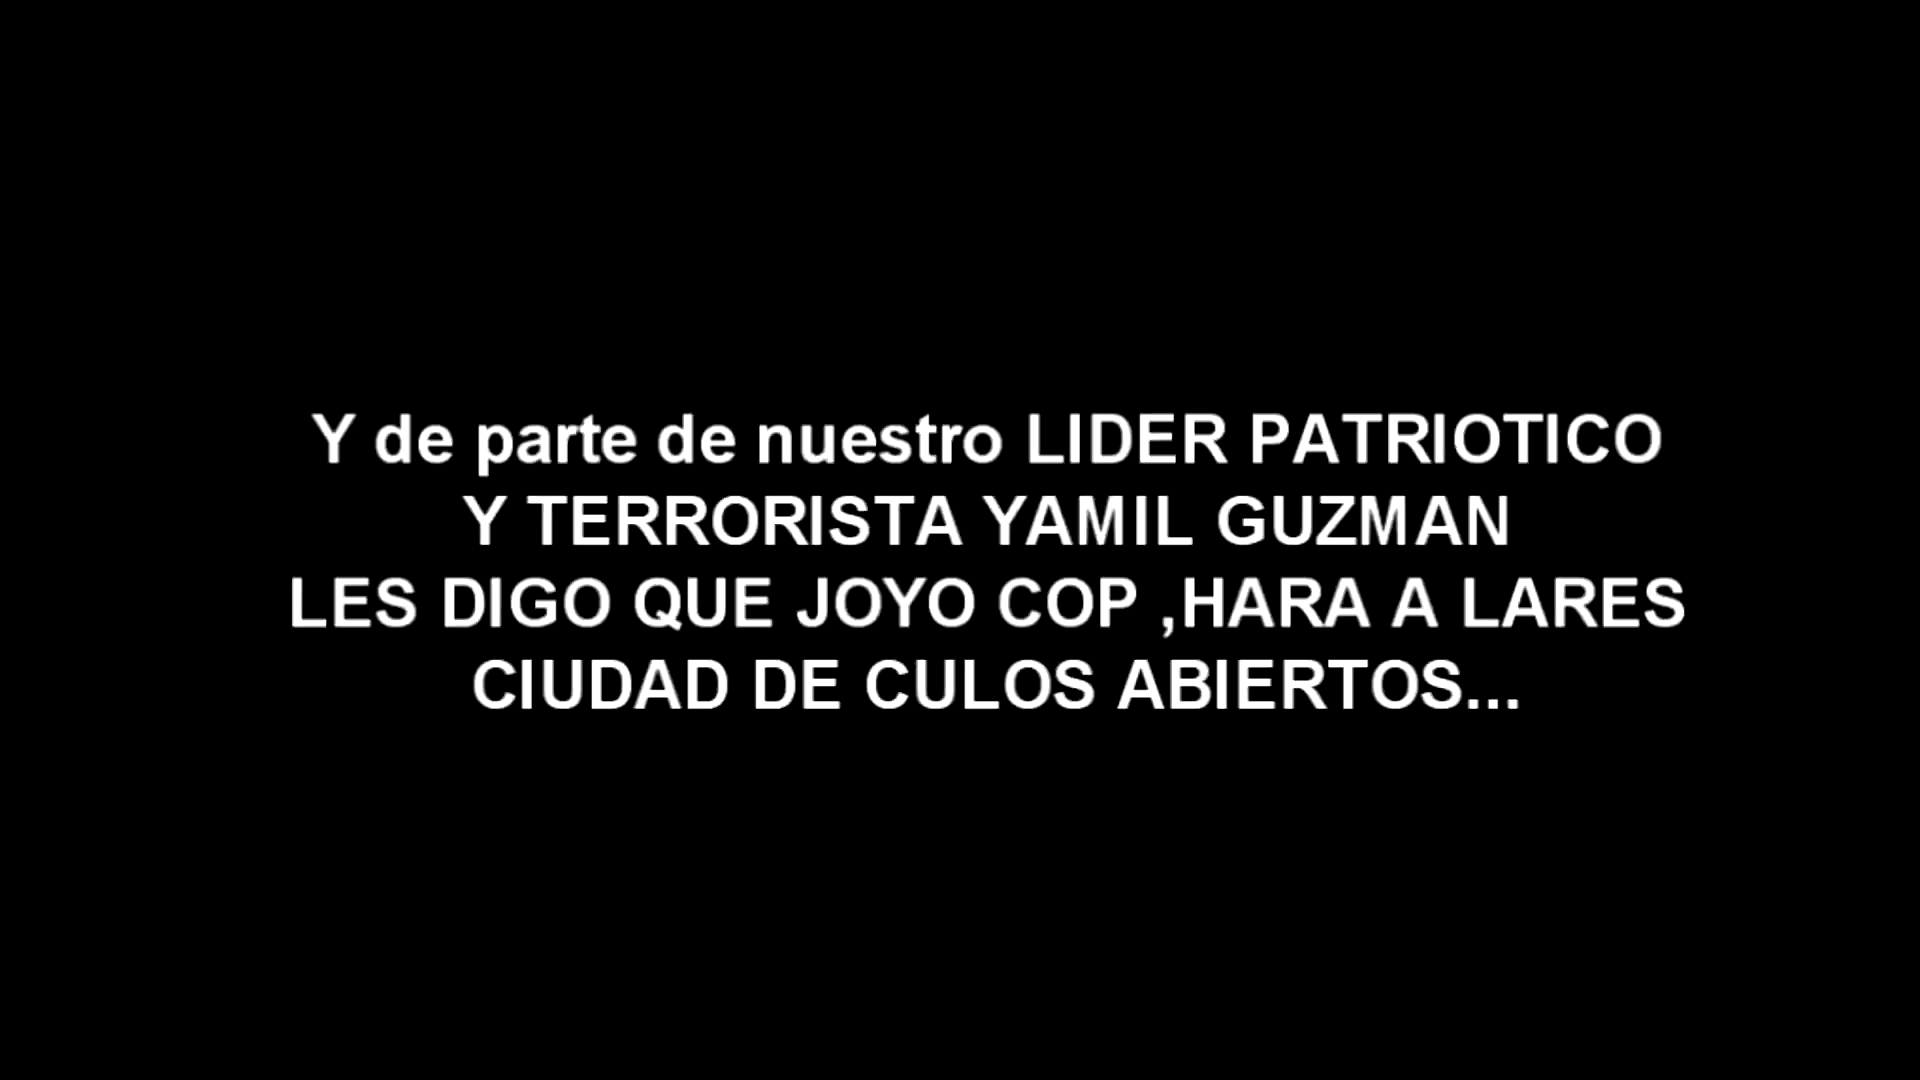 Y de parte de nuestro LIDER PATRIOTICO
Y TERRORISTA YAMIL GUZMAN
LES DIGO QUE JOYO COP ,HARA A LARES
CIUDAD DE CULOS ABIERTOS...